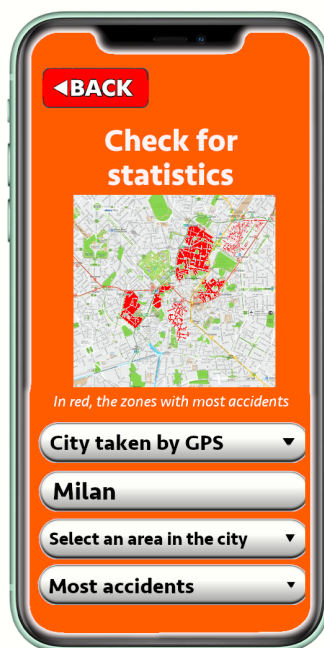 ◄BACK
Check for
statistics
In red, the zones with most accidents
City taken by GPS
Milan
Select an area in the city
Most accidents